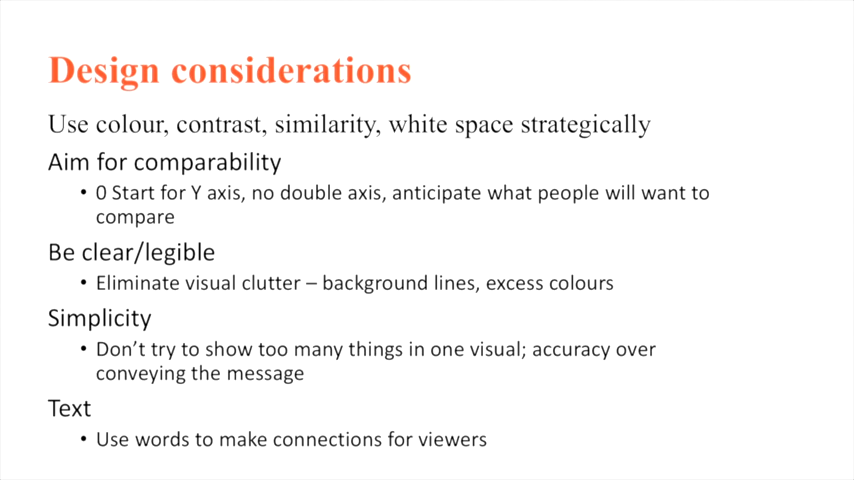 Design considerations
Use colour, contrast, similarity, white space strategically
Aim for comparability
• 0 Start for Y axis, no double axis, anticipate what people will want to
compare
Be clear/legible
• Eliminate visual clutter – background lines, excess colours
Simplicity
• Don’t try to show too many things in one visual; accuracy over
conveying the message
Text
• Use words to make connections for viewers